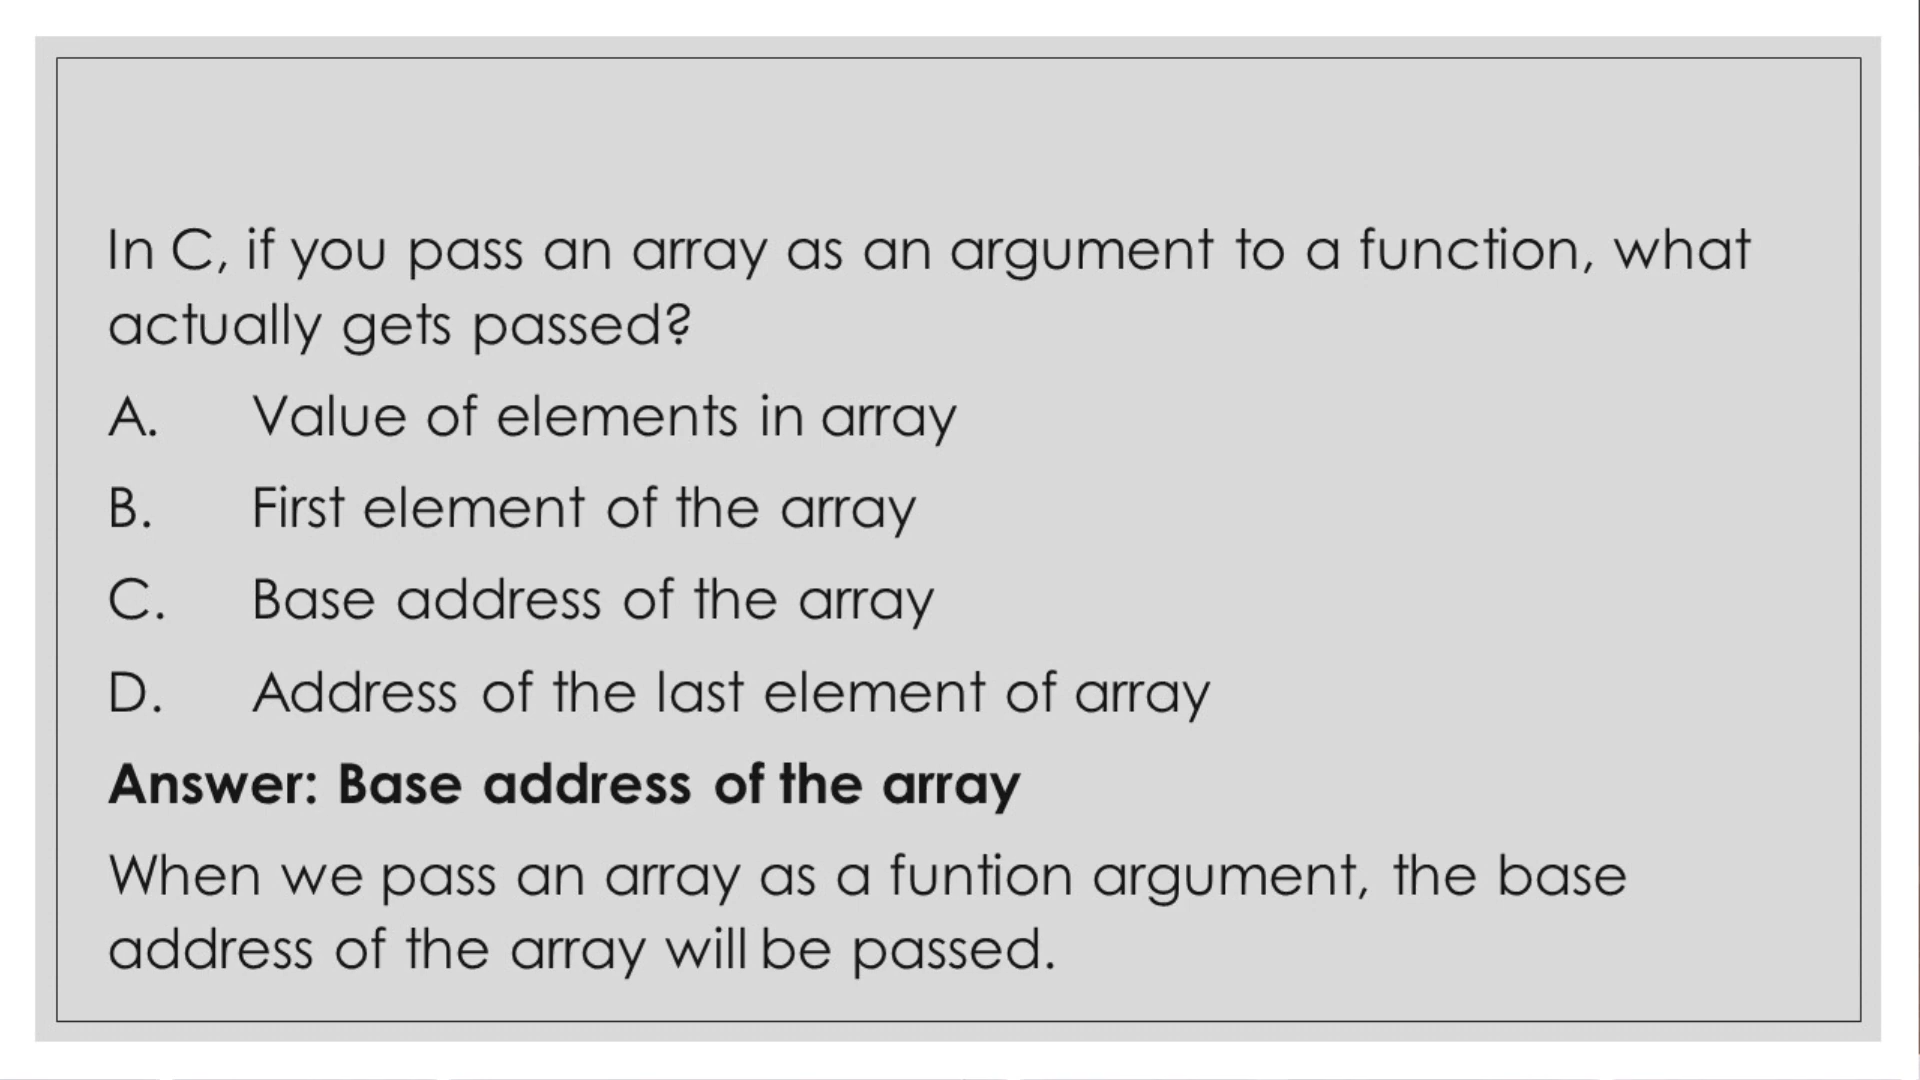 In C, if you pass an array as an argument to a function, what
actually gets passed?
A. Value of elements in array
B. First element of the array
C. Base address of the array
D. Address of the last element of array
Answer: Base address of the array
When we pass an array as a funtion argument, the base
address of the array will be passed.